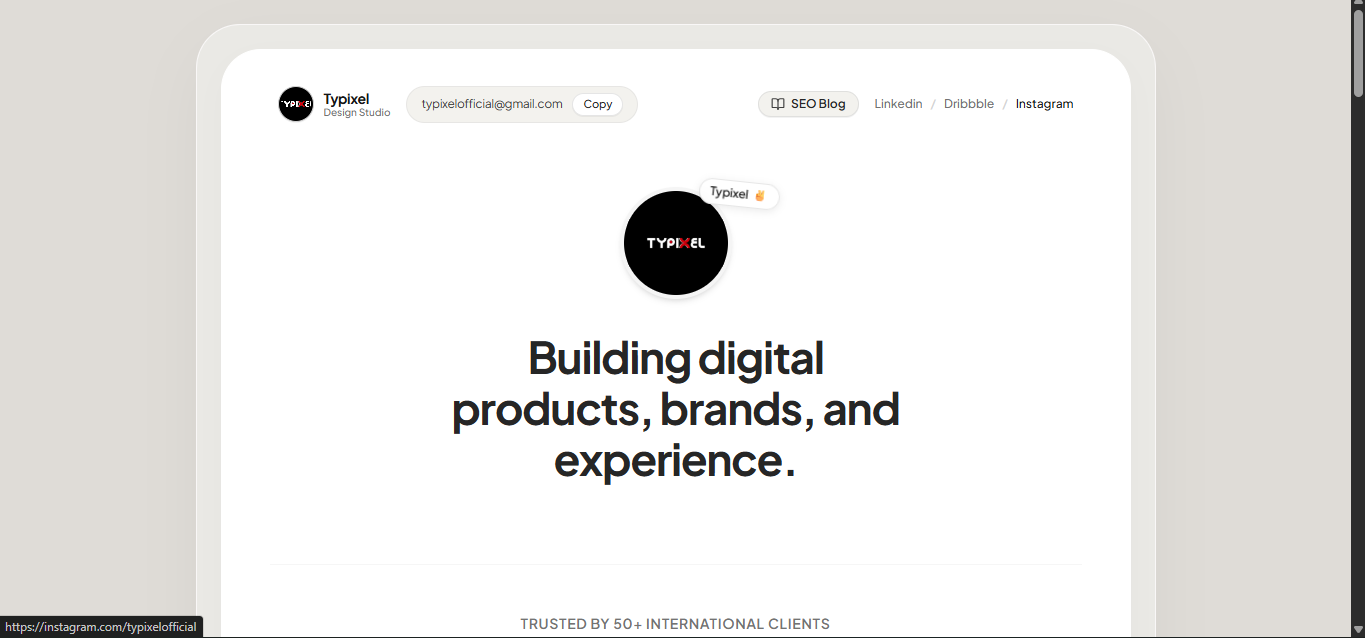 TYPIXEL
Typixel
Design Studio
typixelofficial@gmail.com
Copy
SEO Blog
Linkedin / Dribbble / Instagram
Typixel ✌️
TYPIXEL
Building digital
products, brands, and
experience.
TRUSTED BY 50+ INTERNATIONAL CLIENTS
https://instagram.com/typixelofficial